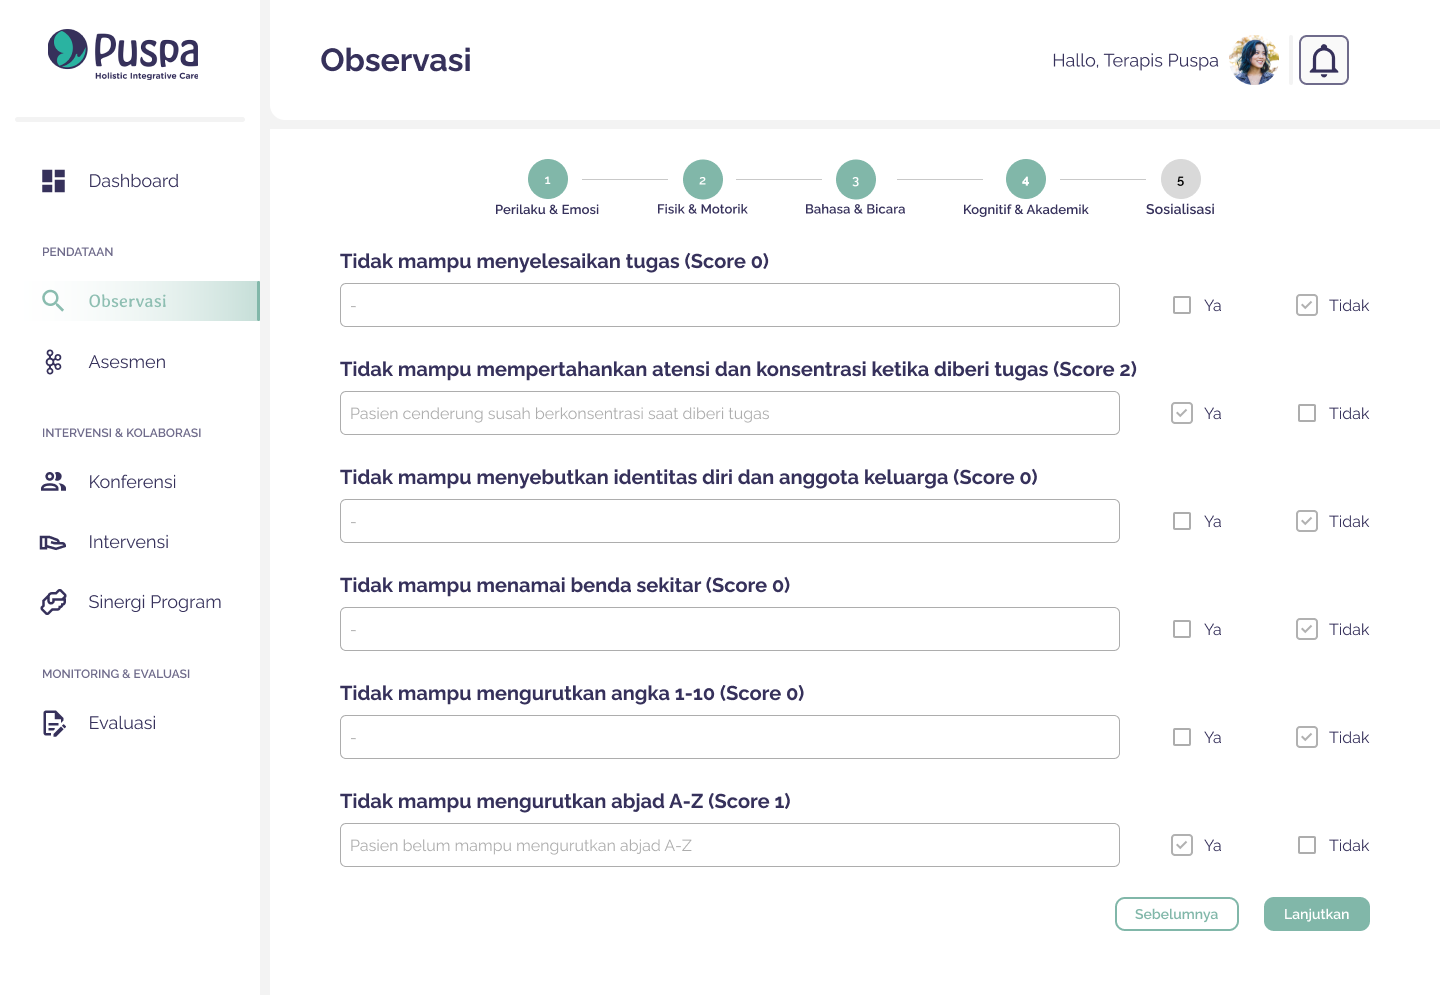 Puspa
Holistic Integrative Care
Dashboard
PENDATAAN
Observasi
Asesmen
INTERVENSI & KOLABORASI
Konferensi
Intervensi
Sinergi Program
MONITORING & EVALUASI
Evaluasi
Observasi
Hallo, Terapis Puspa
1
Perilaku & Emosi
2
Fisik & Motorik
3
Bahasa & Bicara
4
Kognitif & Akademik
5
Sosialisasi
Tidak mampu menyelesaikan tugas (Score 0)
-
Ya
Tidak
Tidak mampu mempertahankan atensi dan konsentrasi ketika diberi tugas (Score 2)
Pasien cenderung susah berkonsentrasi saat diberi tugas
Ya
Tidak
Tidak mampu menyebutkan identitas diri dan anggota keluarga (Score 0)
-
Ya
Tidak
Tidak mampu menamai benda sekitar (Score 0)
-
Ya
Tidak
Tidak mampu mengurutkan angka 1-10 (Score 0)
-
Ya
Tidak
Tidak mampu mengurutkan abjad A-Z (Score 1)
Pasien belum mampu mengurutkan abjad A-Z
Ya
Tidak
Sebelumnya
Lanjutkan